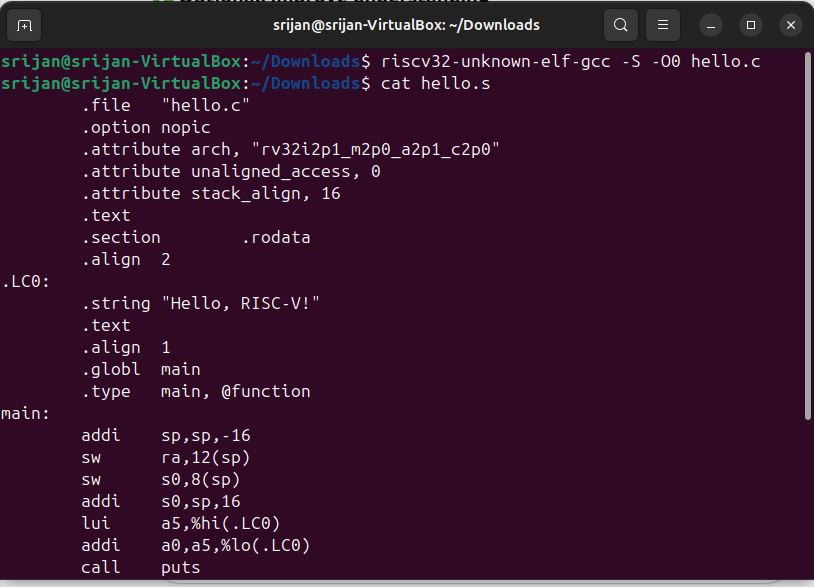 srijan@srijan-VirtualBox: ~/Downloads
srijan@srijan-VirtualBox:~/Downloads$ riscv32-unknown-elf-gcc -S -O0 hello.c
srijan@srijan-VirtualBox:~/Downloads$ cat hello.s
.file "hello.c"
.option nopic
.attribute arch, "rv32i2p1_m2p0_a2p1_c2p0"
.attribute unaligned_access, 0
.attribute stack_align, 16
.text
.section .rodata
.align 2
.LC0:
.string "Hello, RISC-V!"
.text
.align 1
.globl main
.type main, @function
main:
addi sp,sp,-16
sw ra,12(sp)
sw s0,8(sp)
addi s0,sp,16
lui a5,%hi(.LC0)
addi a0,a5,%lo(.LC0)
call puts